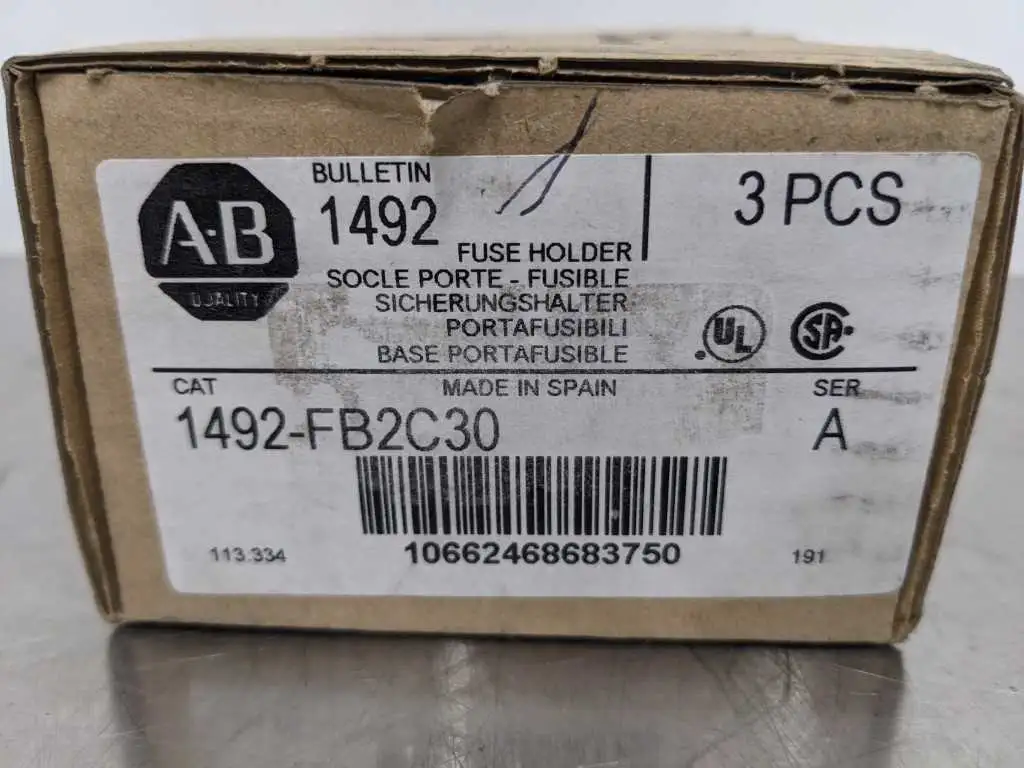 A·B
QUALITY
BULLETIN
1492
3 PCS
FUSE HOLDER
SOCLE PORTE - FUSIBLE
SICHERUNGSHALTER
PORTAFUSIBILI
BASE PORTAFUSIBLE
UL
SA
CAT
MADE IN SPAIN
SER
1492-FB2C30
A
10662468683750
113.334
191